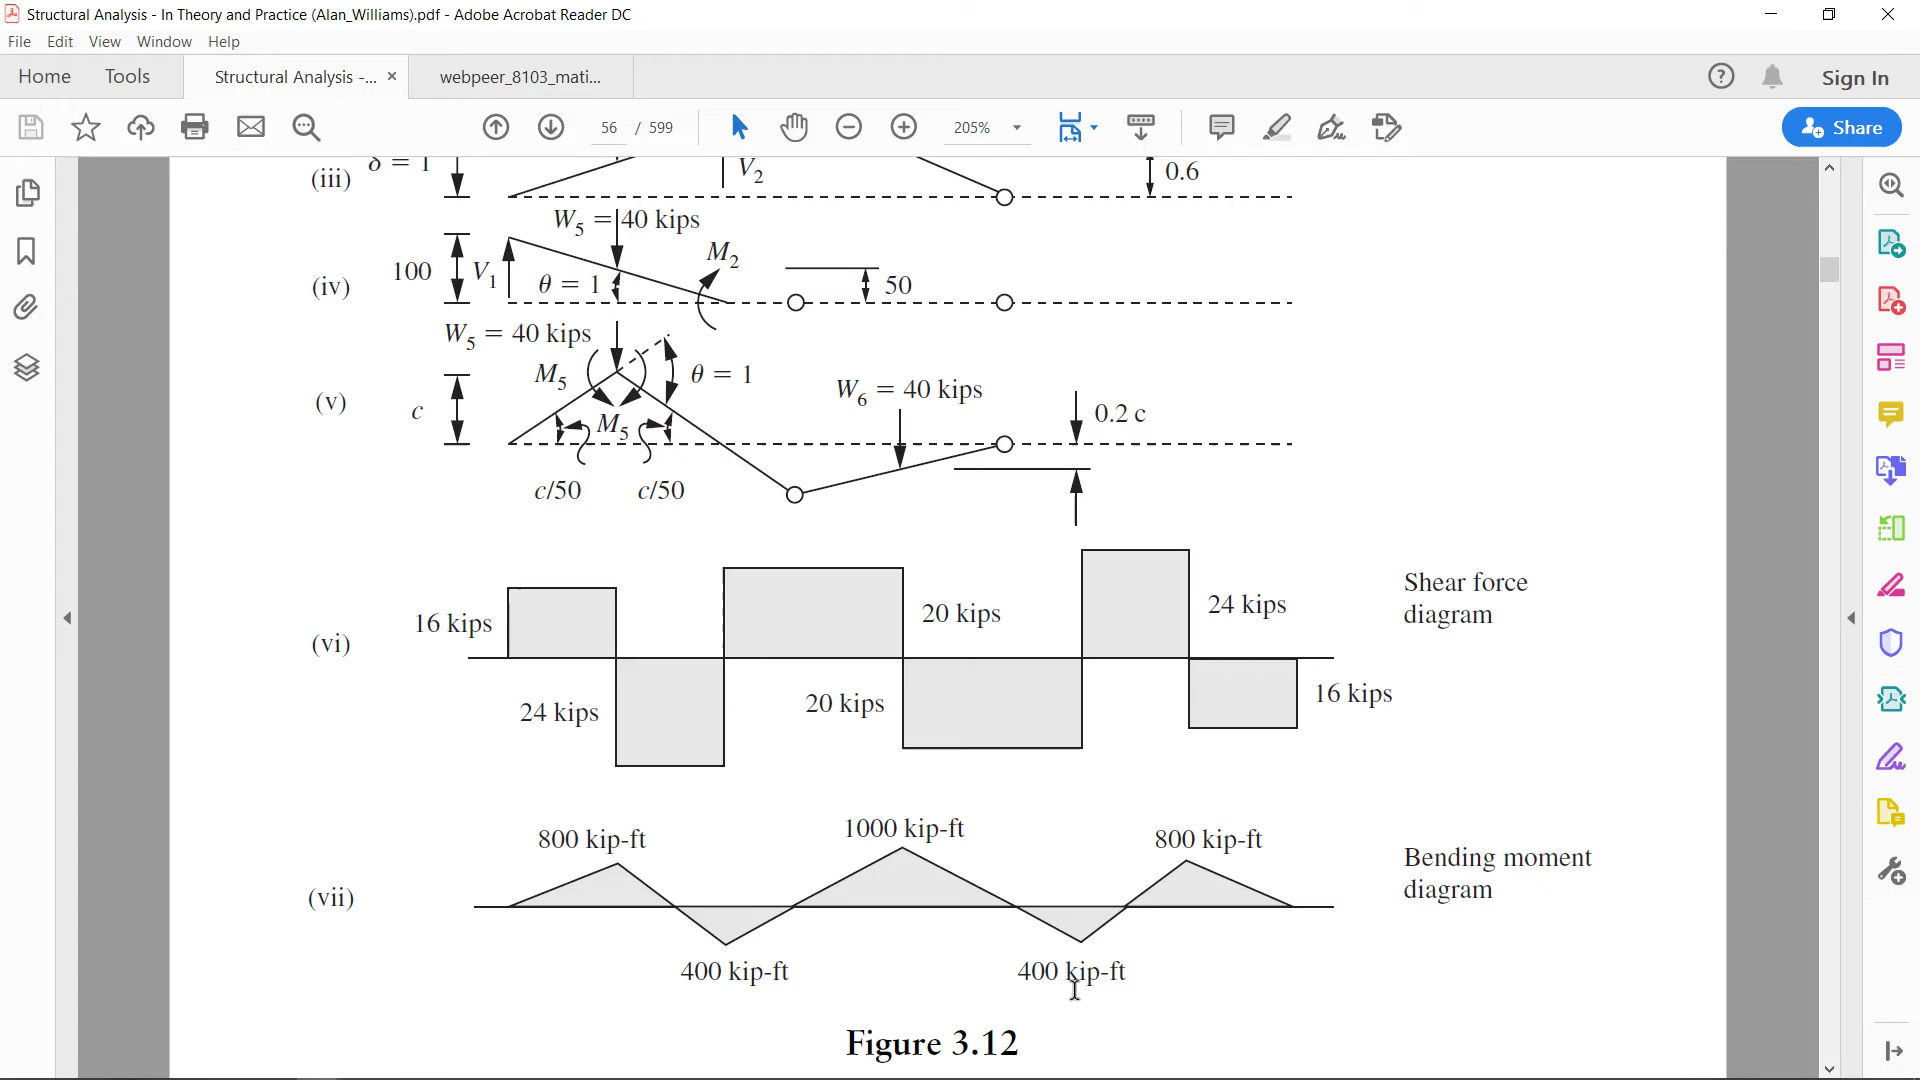 Structural Analysis - In Theory and Practice (Alan_Williams).pdf - Adobe Acrobat Reader DC
File Edit View Window Help
Home Tools Structural Analysis -... × webpeer_8103_mati... Sign In
56 / 599 205% Share
(iii) δ = 1 V2 0.6
W5 = 40 kips
(iv) 100 V1 θ = 1 M2 50
W5 = 40 kips
(v) c M5 θ = 1 W6 = 40 kips 0.2 c
M5
c/50 c/50
(vi) 16 kips 20 kips 24 kips Shear force
diagram
24 kips 20 kips 16 kips
800 kip-ft 1000 kip-ft 800 kip-ft
(vii) Bending moment
diagram
400 kip-ft 400 kip-ft
Figure 3.12